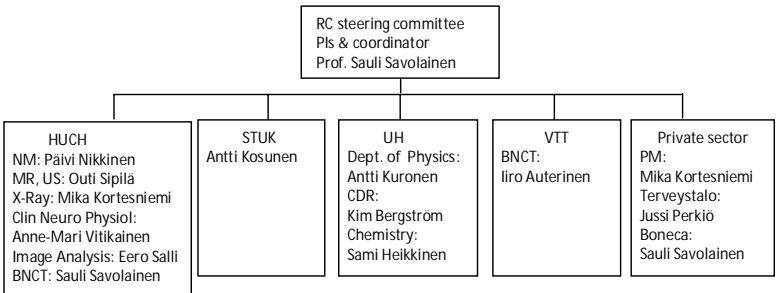 RC steering committee
PIs & coordinator
Prof. Sauli Savolainen
HUCH
NM: Päivi Nikkinen
MR, US: Outi Sipilä
X-Ray: Mika Kortesniemi
Clin Neuro Physiol:
Anne-Mari Vitikainen
Image Analysis: Eero Salli
BNCT: Sauli Savolainen
STUK
Antti Kosunen
UH
Dept. of Physics:
Antti Kuronen
CDR:
Kim Bergström
Chemistry:
Sami Heikkinen
VTT
BNCT:
Iiro Auterinen
Private sector
PM:
Mika Kortesniemi
Terveystalo:
Jussi Perkiö
Boneca:
Sauli Savolainen